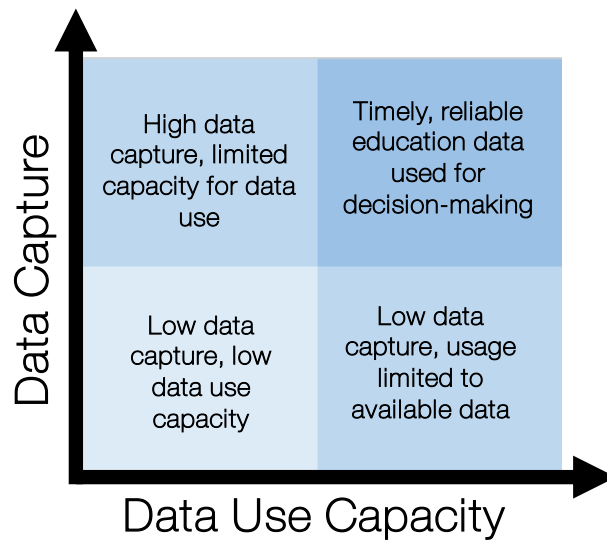 Data Capture
High data
capture, limited
capacity for data
use
Timely, reliable
education data
used for
decision-making
Low data
capture, low
data use
capacity
Low data
capture, usage
limited to
available data
Data Use Capacity